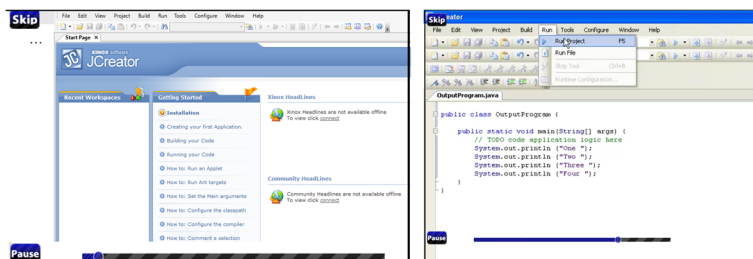 Skip
File Edit View Project Build Run Tools Configure Window Help
Start Page ×
...
XINOX software
JCreator
Recent Workspaces
Getting Started
Installation
Creating your first Application.
Building your Code
Running your Code
How to: Run an Applet
How to: Run Ant targets
How to: Set the Main arguments
How to: Configure the classpath
How to: Configure the compiler
How to: Comment a selection
Xinox HeadLines
Xinox Headlines are not available offline
To view click connect
Community HeadLines
Community Headlines are not available offline
To view click connect
Pause
Skip
File Edit View Project Build Run Tools Configure Window Help
Run Project F5
Run File
Stop Tool Ctrl+B
Runtime Configuration...
OutputProgram.java
public class OutputProgram {
public static void main(String[] args) {
// TODO code application logic here
System.out.println ("One ");
System.out.println ("Two ");
System.out.println ("Three ");
System.out.println ("Four ");
}
}
Pause